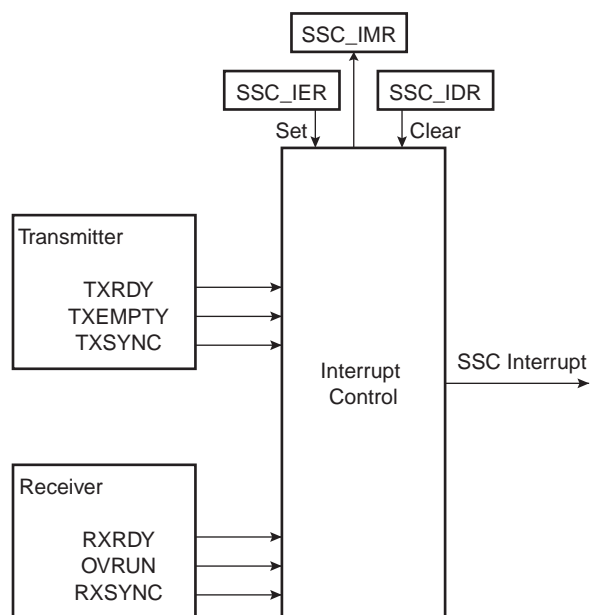 SSC_IMR
SSC_IER
SSC_IDR
Set
Clear
Transmitter
TXRDY
TXEMPTY
TXSYNC
Interrupt
Control
SSC Interrupt
Receiver
RXRDY
OVRUN
RXSYNC